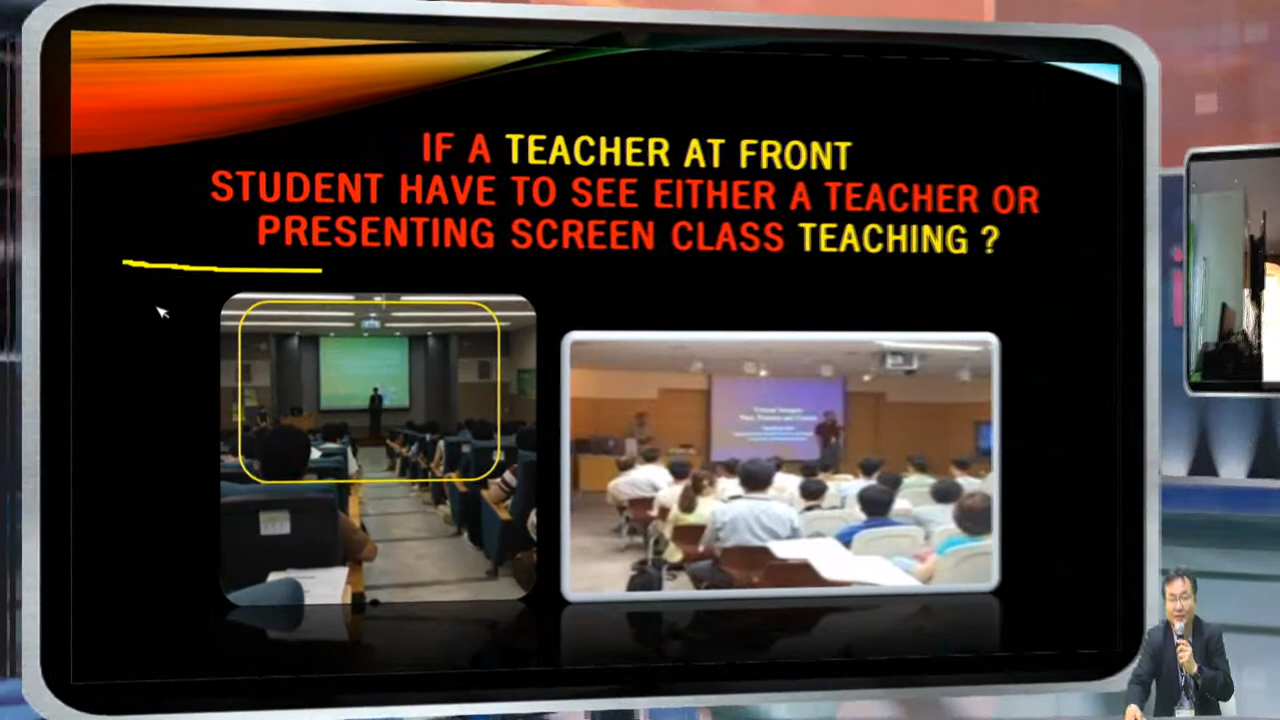 IF A TEACHER AT FRONT
STUDENT HAVE TO SEE EITHER A TEACHER OR
PRESENTING SCREEN CLASS TEACHING ?